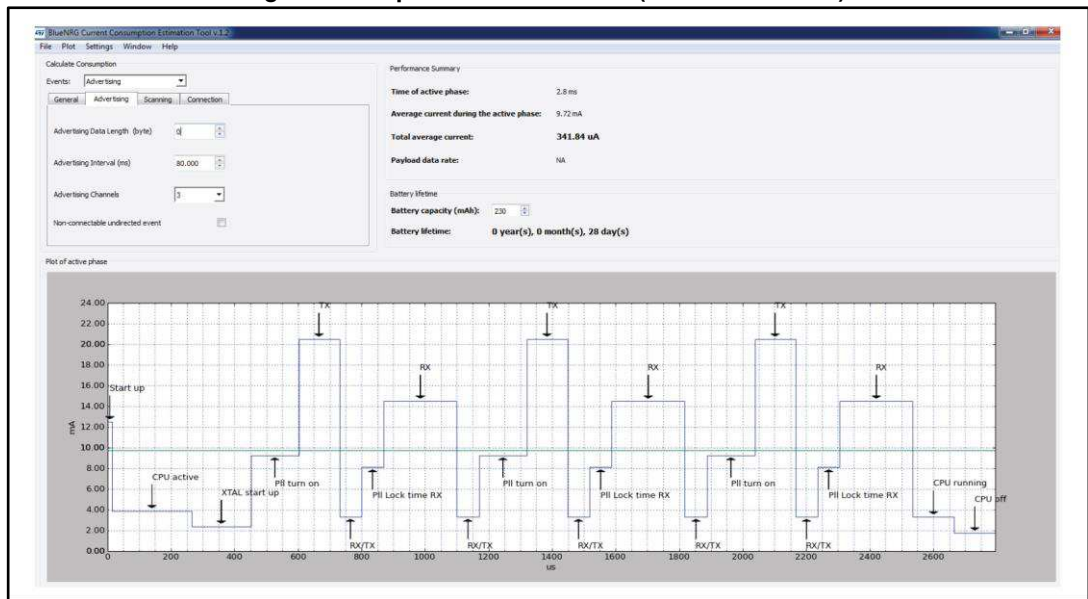 BlueNRG Current Consumption Estimation Tool v.1.2
File Plot Settings Window Help
Calculate Consumption
Events: Advertising
General Advertising Scanning Connection
Advertising Data Length (byte) 0
Advertising Interval (ms) 80.000
Advertising Channels 3
Non-connectable undirected event
Performance Summary
Time of active phase: 2.8 ms
Average current during the active phase: 9.72 mA
Total average current: 341.84 uA
Payload data rate: NA
Battery lifetime
Battery capacity (mAh): 230
Battery lifetime: 0 year(s), 0 month(s), 28 day(s)
Plot of active phase
24.00
22.00
20.00
18.00
16.00
14.00
12.00
10.00
8.00
6.00
4.00
2.00
0.00
mA
TX TX TX
RX RX RX
Start up
CPU active
XTAL start up
Pll turn on
Pll Lock time RX
Pll turn on
Pll Lock time RX
Pll turn on
Pll Lock time RX
CPU running
CPU off
RX/TX RX/TX RX/TX RX/TX RX/TX
0 200 400 600 800 1000 1200 1400 1600 1800 2000 2200 2400 2600
us